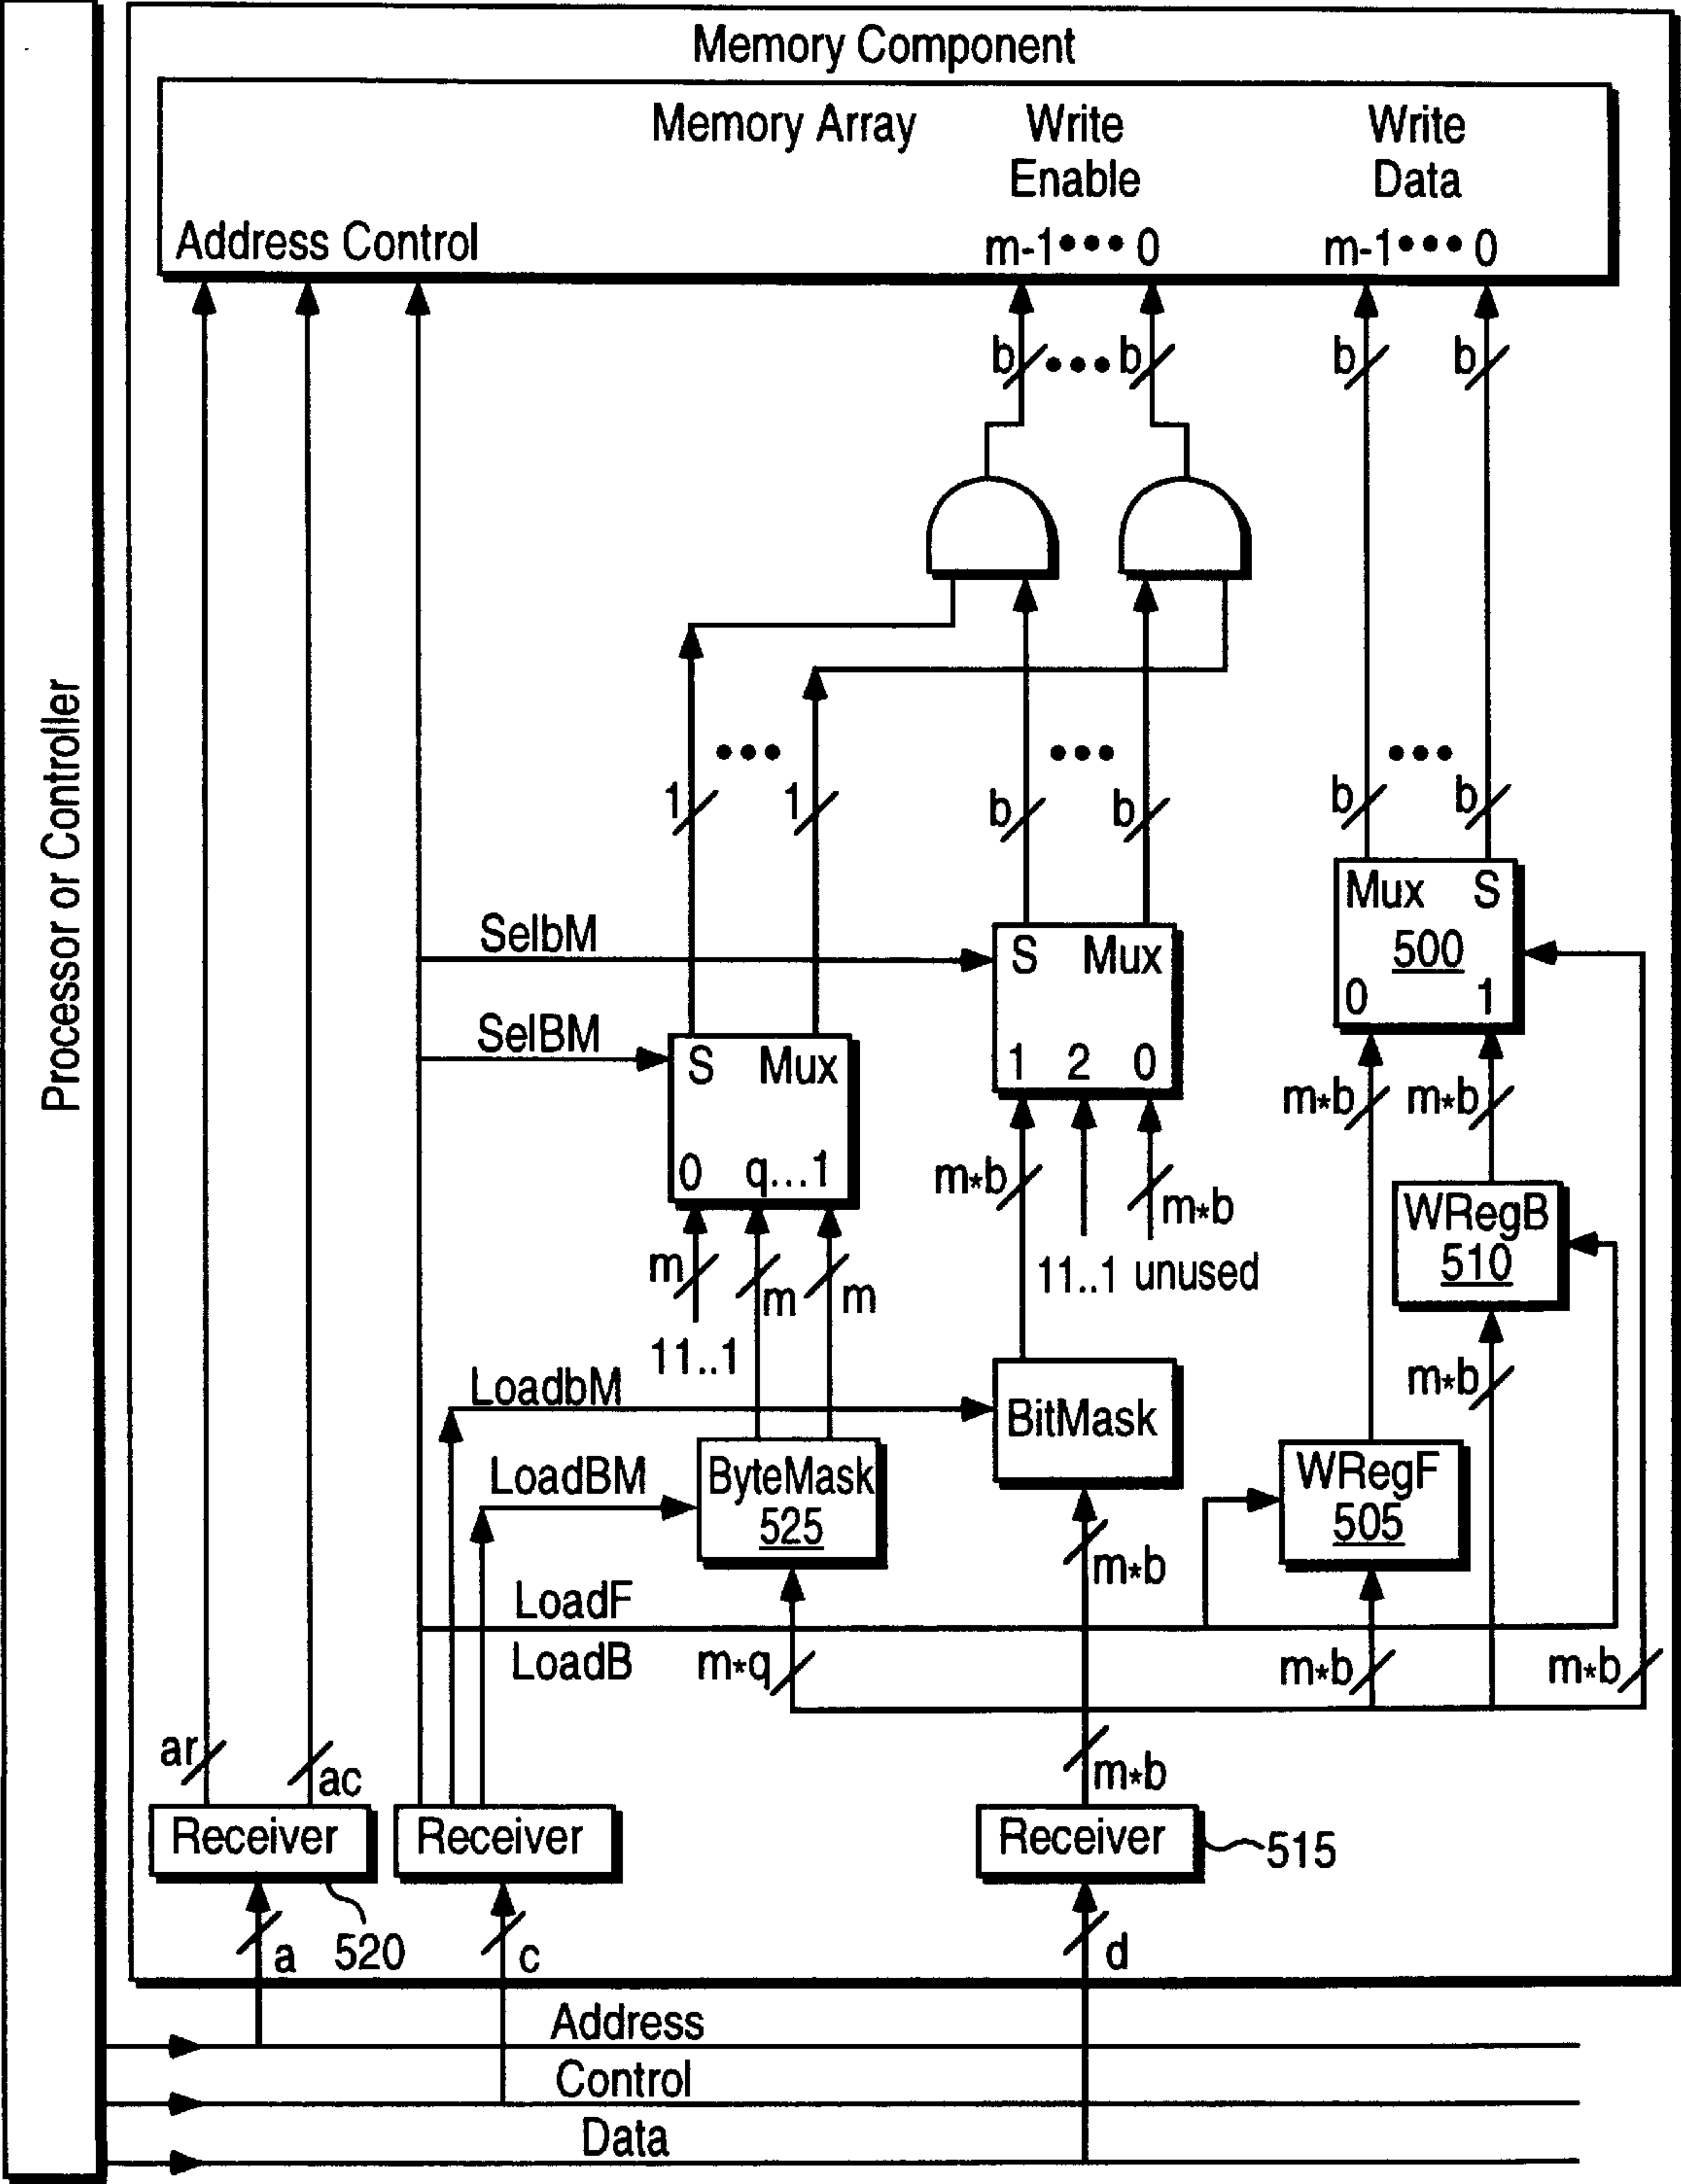 Memory Component
Memory Array
Write Enable
Write Data
Address Control
m-1••• 0
m-1••• 0
b ••• b
b b
Processor or Controller
••• ••• •••
1 1 b b b b
Mux S
500
0 1
SelbM
S Mux
1 2 0
SelBM
S Mux
0 q...1
m*b m*b
m*b m*b
WRegB
510
m m m
11..1 unused
11..1
m*b
LoadbM
BitMask
LoadBM
ByteMask
525
WRegF
505
m*b
LoadF
LoadB
m*q
m*b
m*b
ar
ac
m*b
Receiver
Receiver
Receiver
515
520
a
c
d
Address
Control
Data